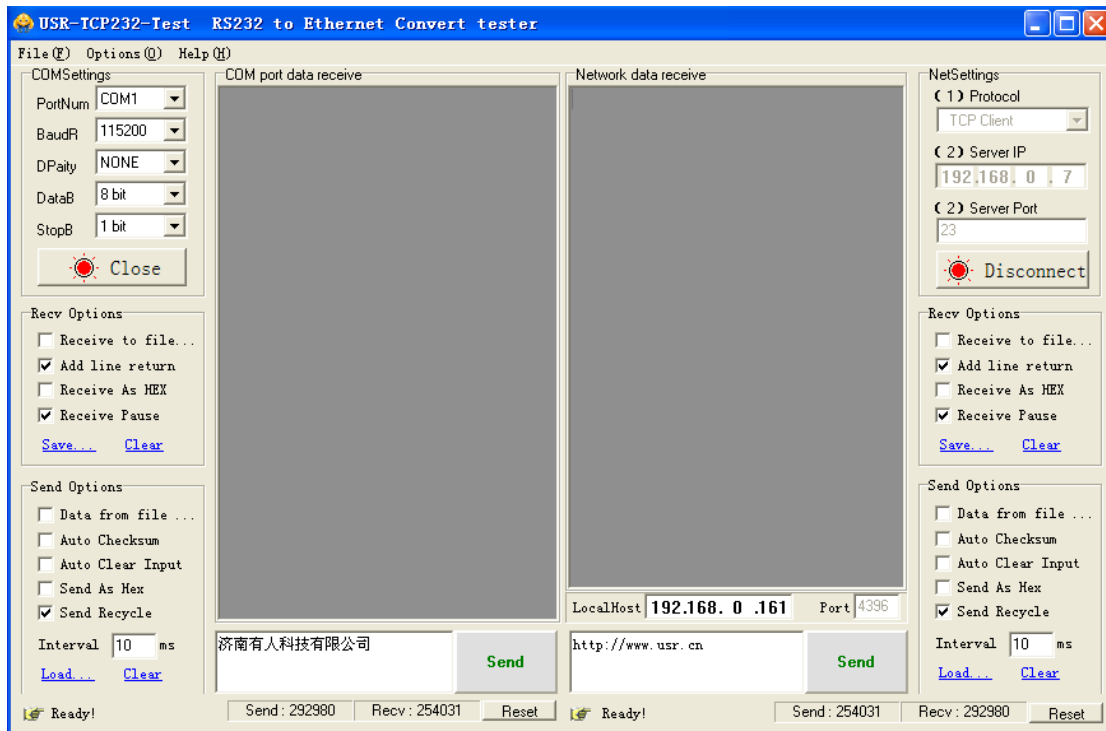 USR-TCP232-Test RS232 to Ethernet Convert tester
File(F) Options(O) Help(H)
COMSettings
PortNum COM1
BaudR 115200
DPaity NONE
DataB 8 bit
StopB 1 bit
Close
Recv Options
Receive to file...
Add line return
Receive As HEX
Receive Pause
Save... Clear
Send Options
Data from file ...
Auto Checksum
Auto Clear Input
Send As Hex
Send Recycle
Interval 10 ms
Load... Clear
COM port data receive
济南有人科技有限公司
Send
Network data receive
LocalHost 192.168. 0 .161 Port 4396
http://www.usr.cn
Send
NetSettings
( 1 ) Protocol
TCP Client
( 2 ) Server IP
192.168. 0 . 7
( 2 ) Server Port
23
Disconnect
Recv Options
Receive to file...
Add line return
Receive As HEX
Receive Pause
Save... Clear
Send Options
Data from file ...
Auto Checksum
Auto Clear Input
Send As Hex
Send Recycle
Interval 10 ms
Load... Clear
Ready! Send : 292980 Recv : 254031 Reset
Ready! Send : 254031 Recv : 292980 Reset